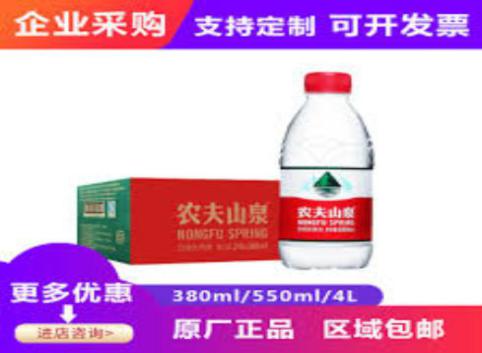 企业采购 支持定制 可开发票
农夫山泉
NONGFU SPRING
农夫山泉
NONGFU SPRING
更多优惠
进店咨询>
380ml/550ml/4L
原厂正品 区域包邮